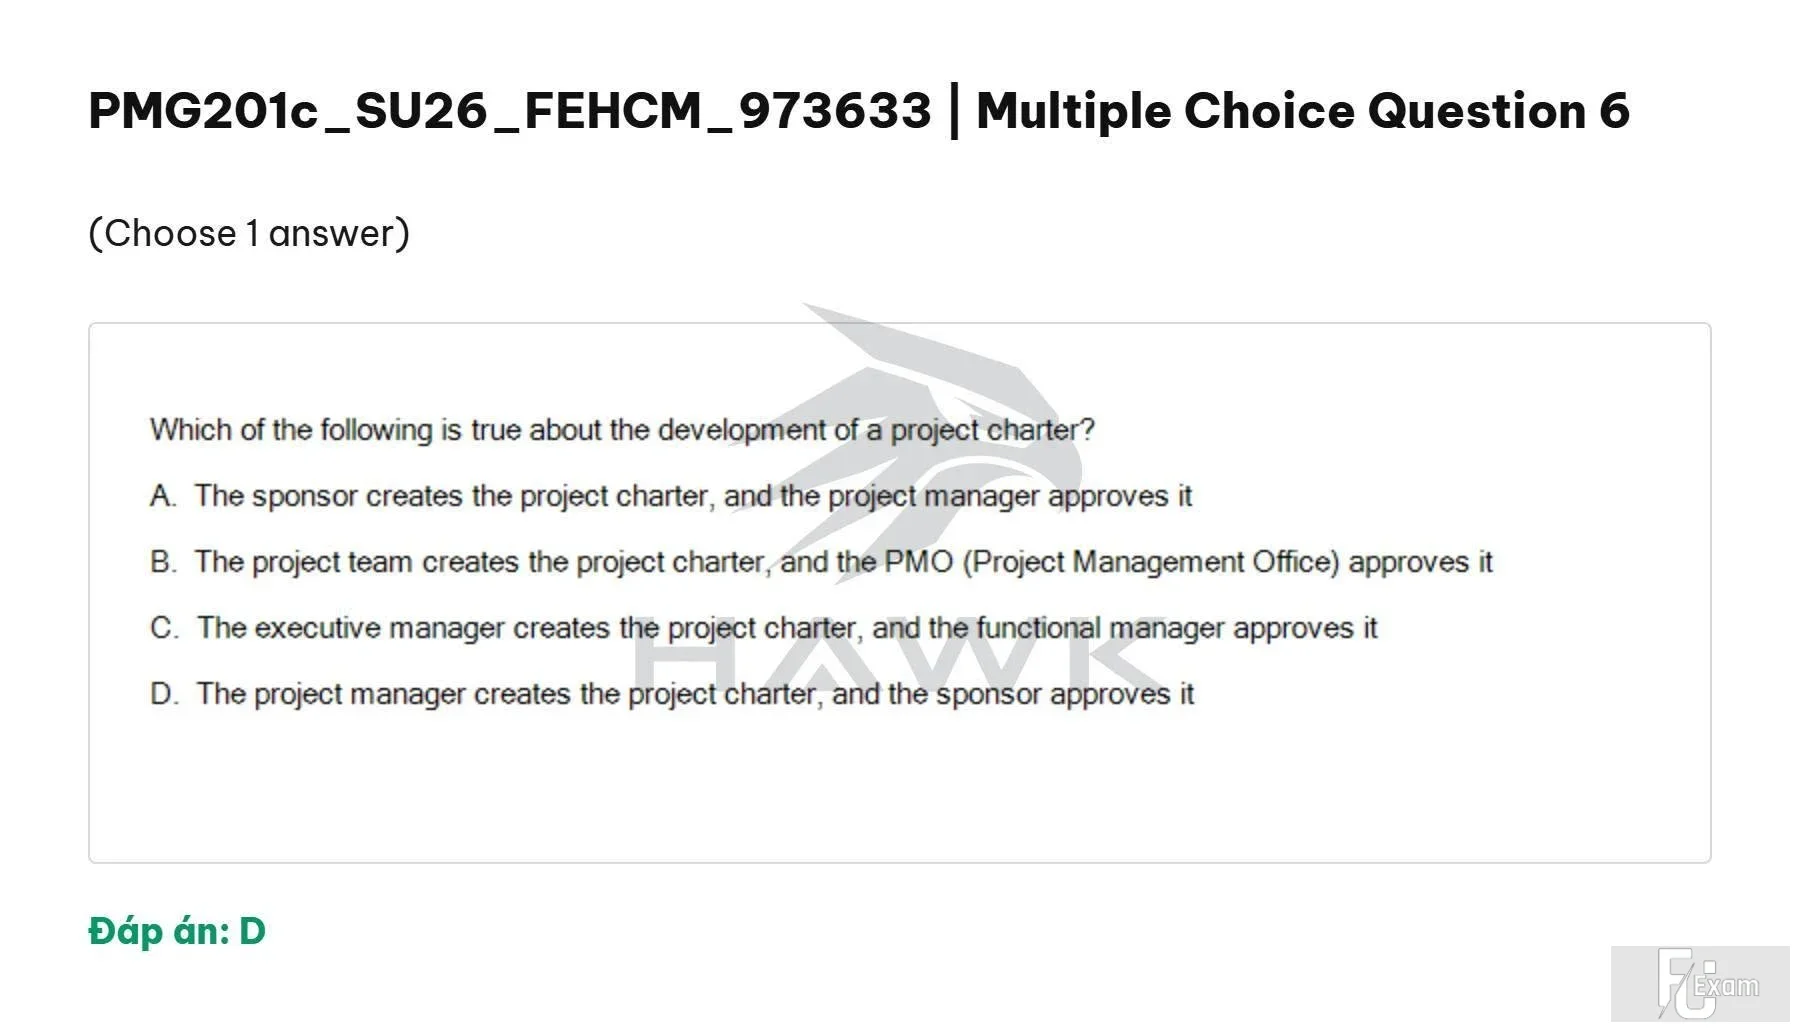 PMG201c_SU26_FEHCM_973633 | Multiple Choice Question 6
(Choose 1 answer)
Which of the following is true about the development of a project charter?
A. The sponsor creates the project charter, and the project manager approves it
B. The project team creates the project charter, and the PMO (Project Management Office) approves it
C. The executive manager creates the project charter, and the functional manager approves it
D. The project manager creates the project charter, and the sponsor approves it
HAWK
Đáp án: D
FU Exam